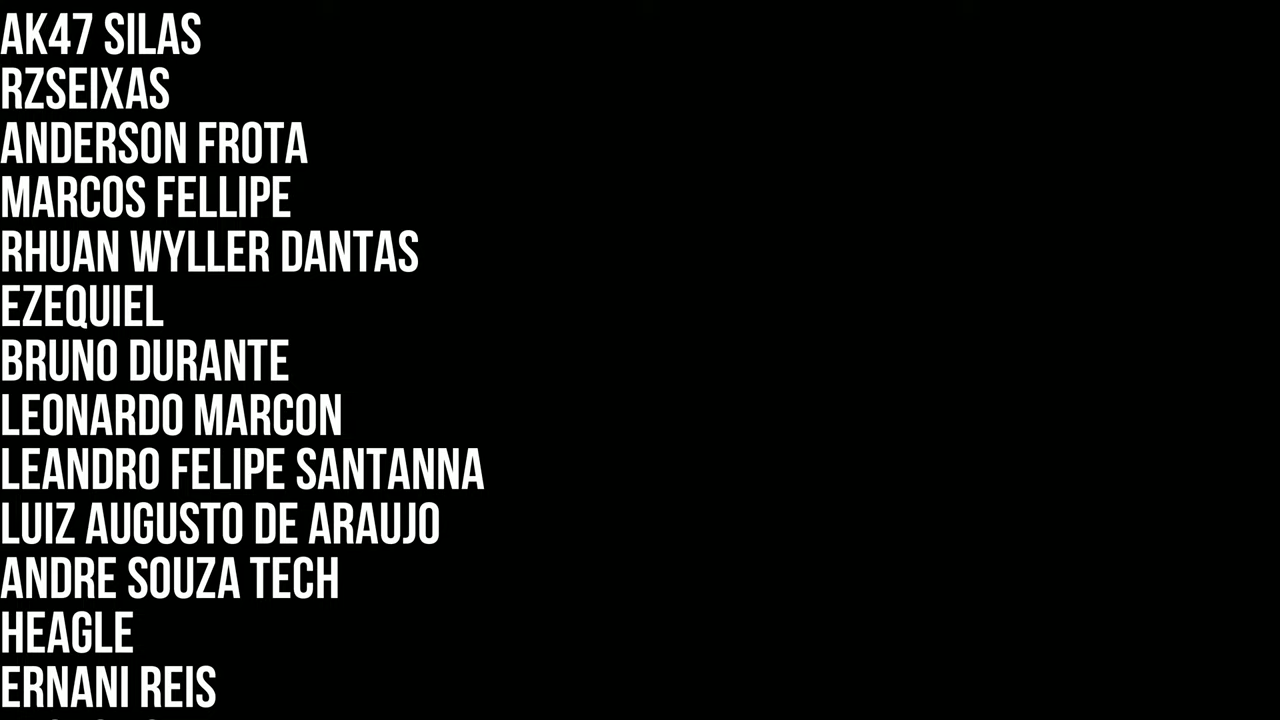 AK47 SILAS
RZSEIXAS
ANDERSON FROTA
MARCOS FELLIPE
RHUAN WYLLER DANTAS
EZEQUIEL
BRUNO DURANTE
LEONARDO MARCON
LEANDRO FELIPE SANTANNA
LUIZ AUGUSTO DE ARAUJO
ANDRE SOUZA TECH
HEAGLE
ERNANI REIS